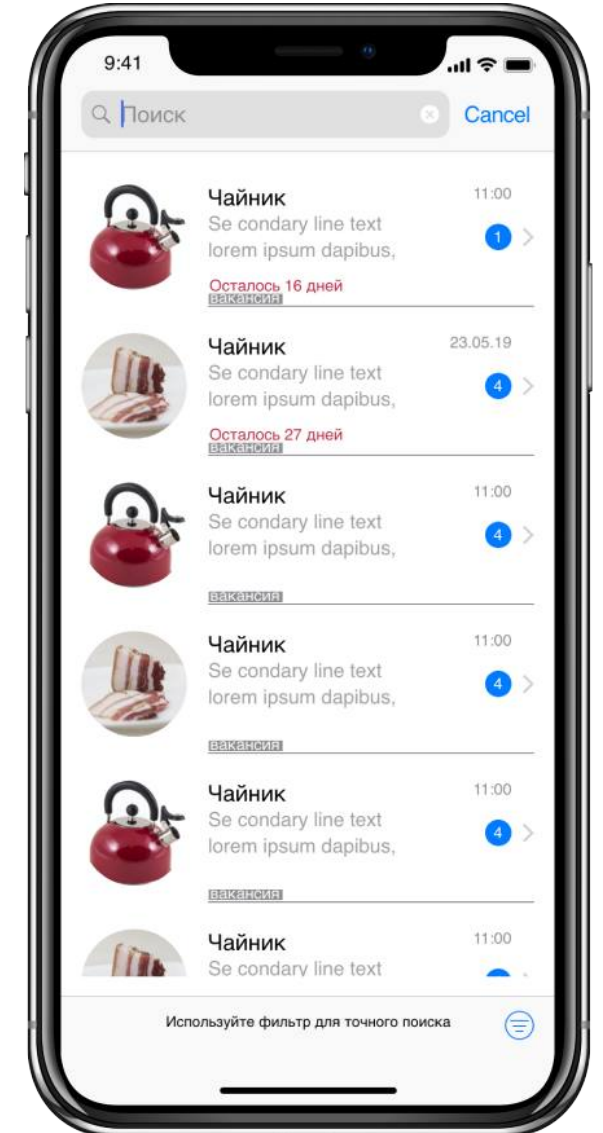 9:41
Поиск
Cancel
Чайник
11:00
Se condary line text
lorem ipsum dapibus,
1
Осталось 16 дней
вакансия
Чайник
23.05.19
Se condary line text
lorem ipsum dapibus,
4
Осталось 27 дней
вакансия
Чайник
11:00
Se condary line text
lorem ipsum dapibus,
4
вакансия
Чайник
11:00
Se condary line text
lorem ipsum dapibus,
4
вакансия
Чайник
11:00
Se condary line text
lorem ipsum dapibus,
4
вакансия
Чайник
11:00
Se condary line text
Используйте фильтр для точного поиска